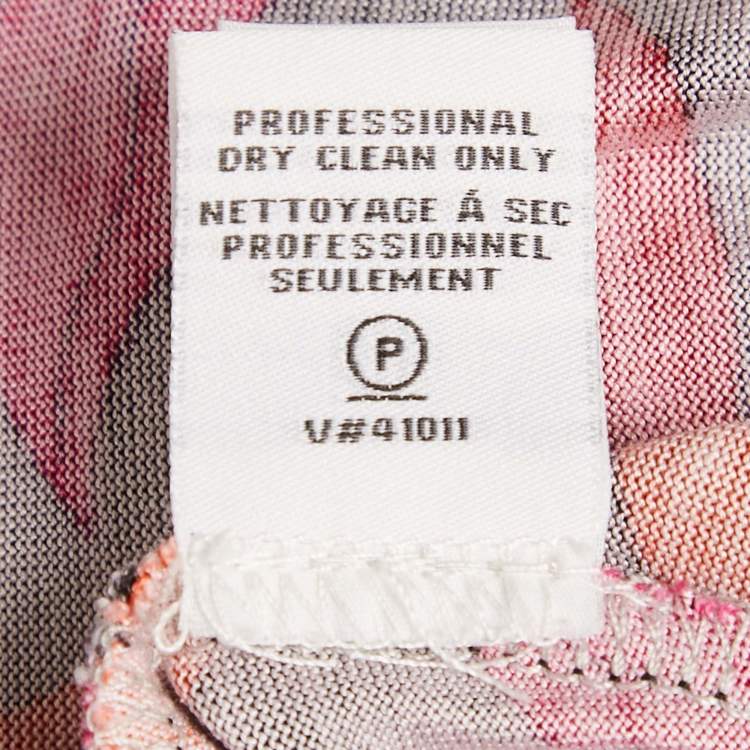 PROFESSIONAL
DRY CLEAN ONLY
NETTOYAGE Á SEC
PROFESSIONNEL
SEULEMENT
P
V#41011